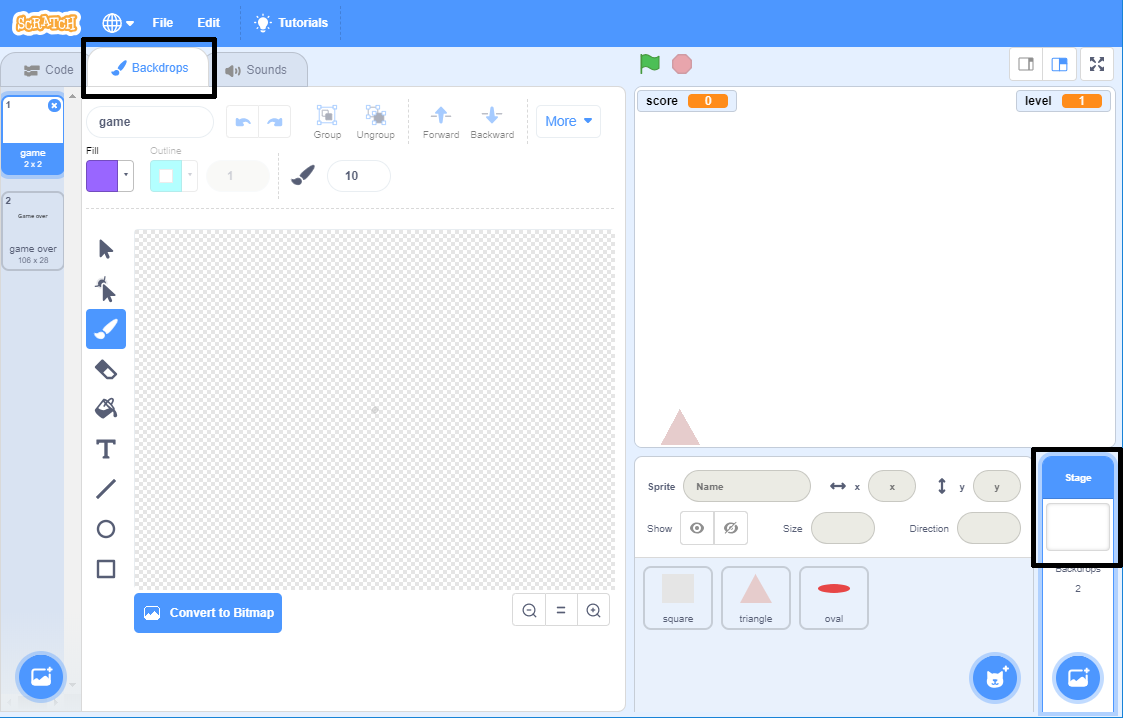 SCRATCH File Edit Tutorials
Code Backdrops Sounds
1
game
2 x 2
2
Game over
game over
106 x 28
game Group Ungroup Forward Backward More
Fill Outline
1 10
Convert to Bitmap
score 0 level 1
Sprite Name x x y y
Show Size Direction
square triangle oval
Stage
Backdrops
2